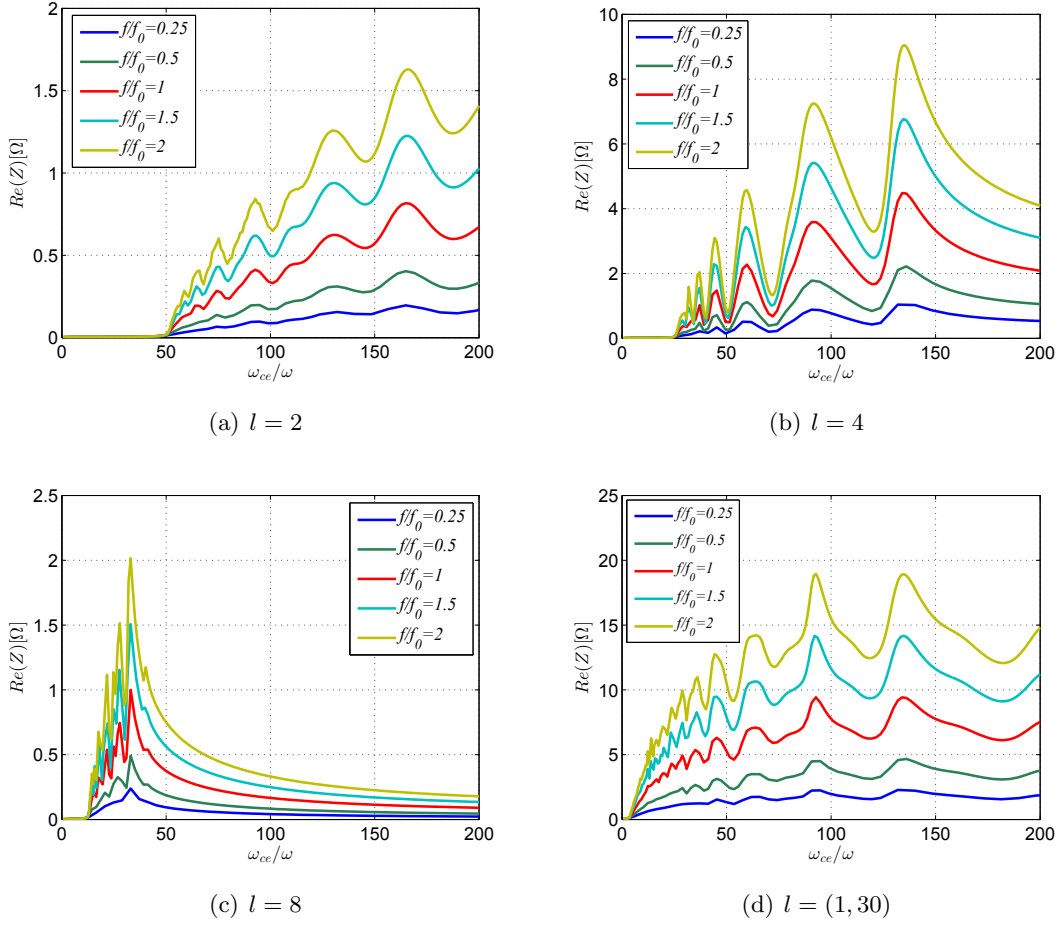 2
1.5
1
0.5
0
0 50 100 150 200
Re(Z)[Ω]
ω_ce/ω
f/f_0=0.25
f/f_0=0.5
f/f_0=1
f/f_0=1.5
f/f_0=2
(a) l = 2
10
8
6
4
2
0
0 50 100 150 200
Re(Z)[Ω]
ω_ce/ω
f/f_0=0.25
f/f_0=0.5
f/f_0=1
f/f_0=1.5
f/f_0=2
(b) l = 4
2.5
2
1.5
1
0.5
0
0 50 100 150 200
Re(Z)[Ω]
ω_ce/ω
f/f_0=0.25
f/f_0=0.5
f/f_0=1
f/f_0=1.5
f/f_0=2
(c) l = 8
25
20
15
10
5
0
0 50 100 150 200
Re(Z)[Ω]
ω_ce/ω
f/f_0=0.25
f/f_0=0.5
f/f_0=1
f/f_0=1.5
f/f_0=2
(d) l = (1, 30)